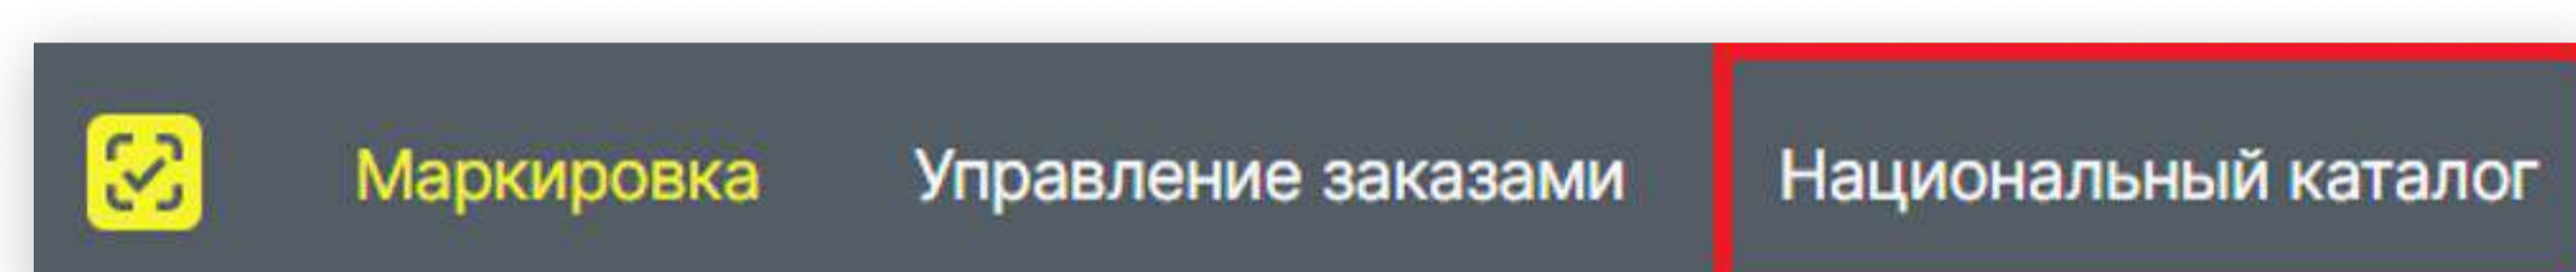 Маркировка Управление заказами Национальный каталог